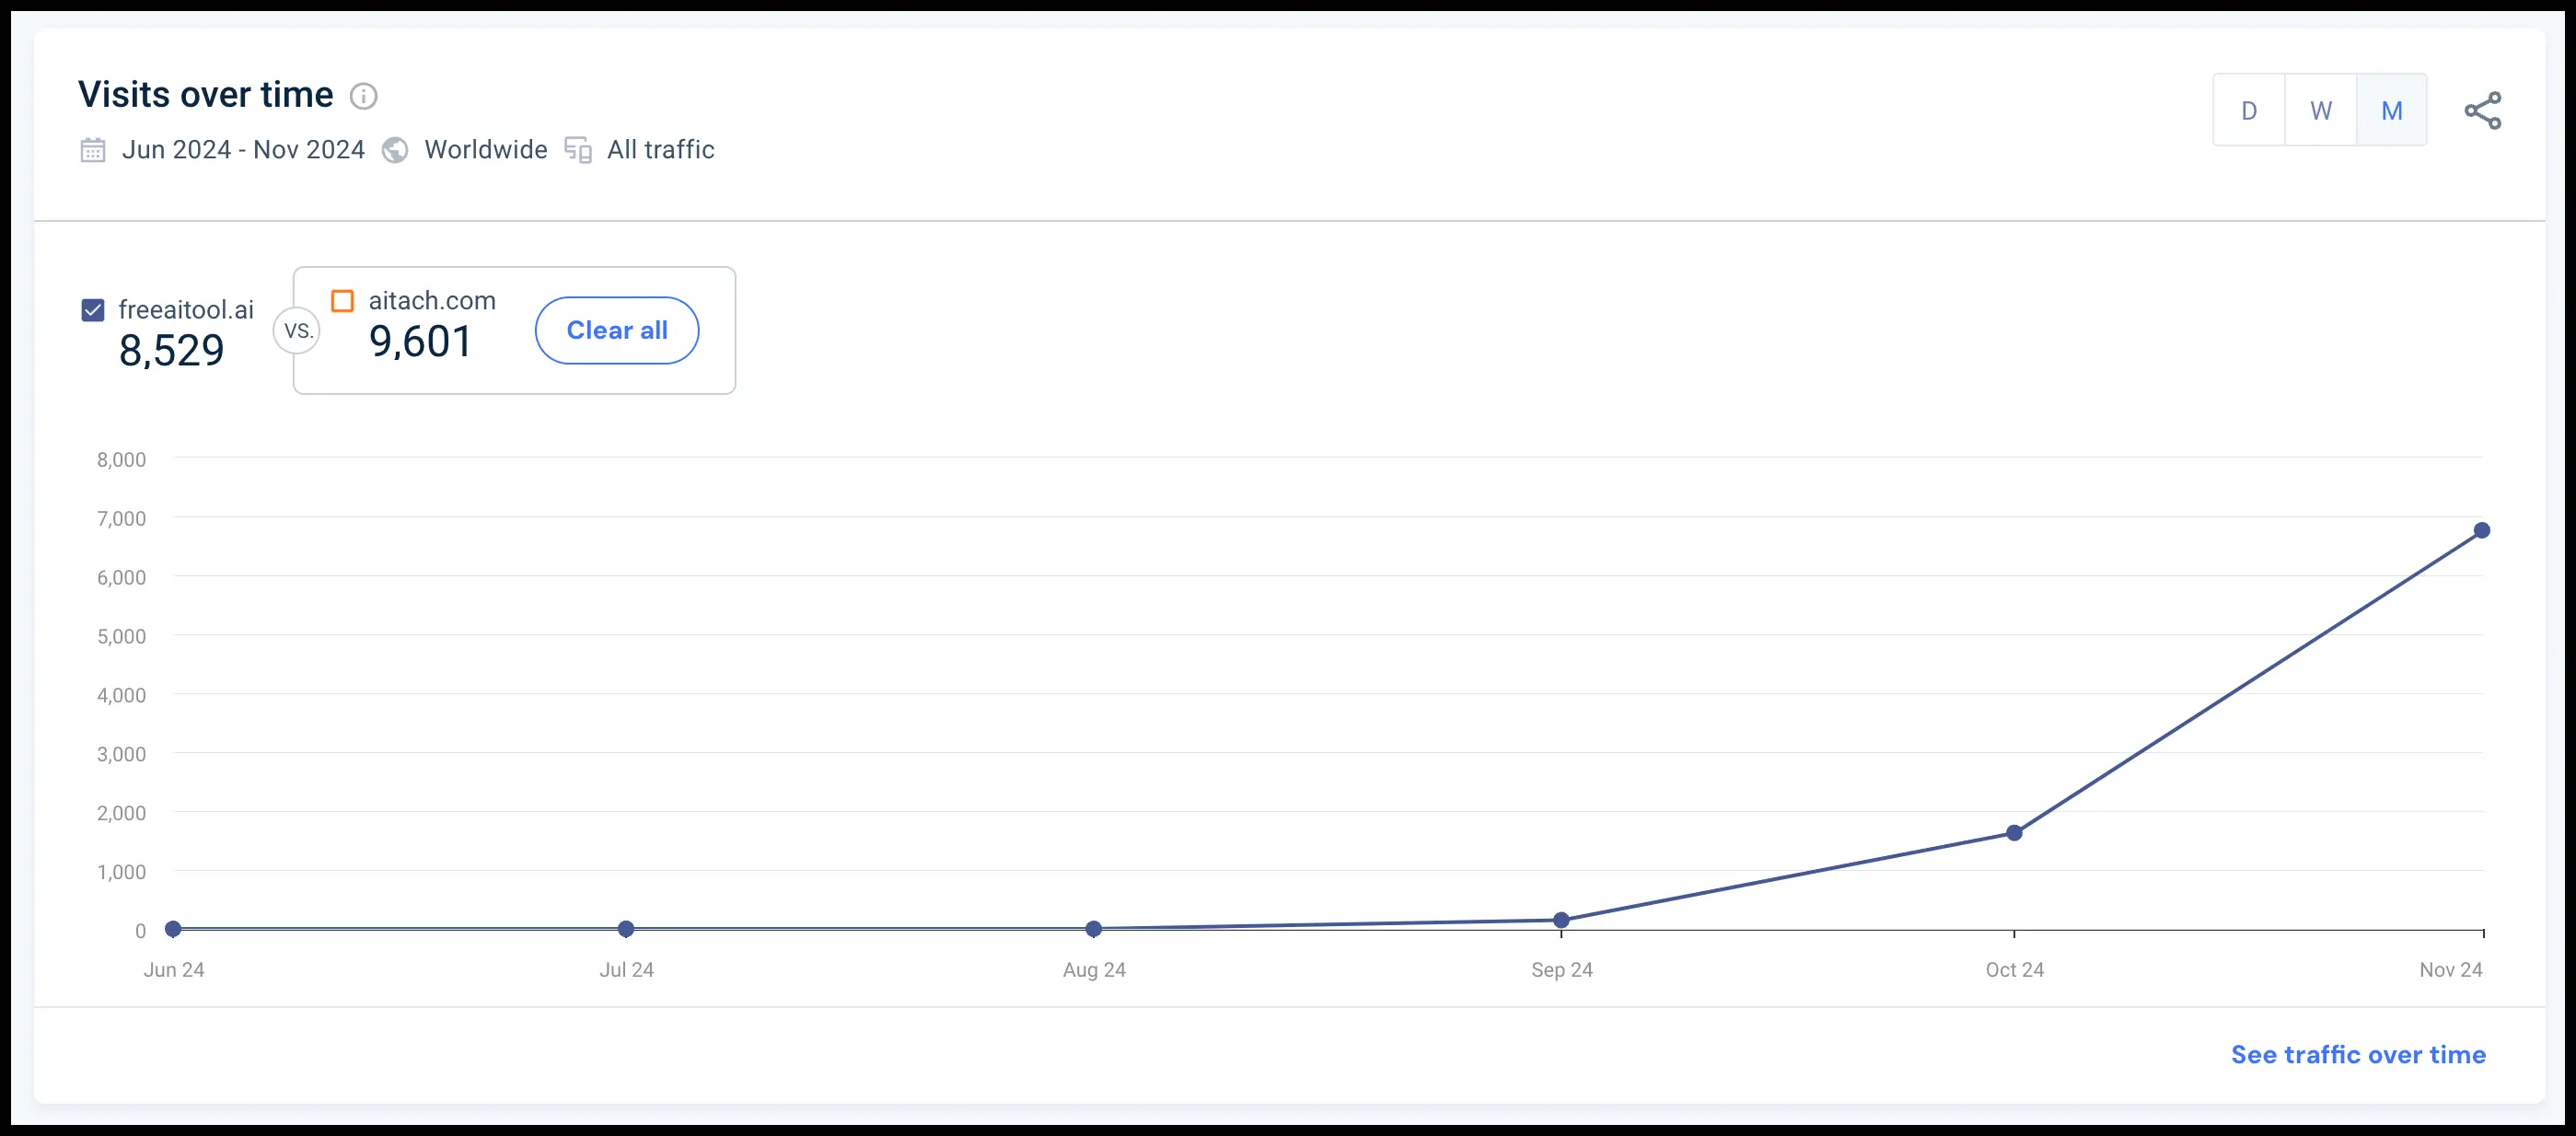 Visits over time
D W M
Jun 2024 - Nov 2024 Worldwide All traffic
freeaitool.ai
8,529
VS.
aitach.com
9,601
Clear all
8,000
7,000
6,000
5,000
4,000
3,000
2,000
1,000
0
Jun 24 Jul 24 Aug 24 Sep 24 Oct 24 Nov 24
See traffic over time